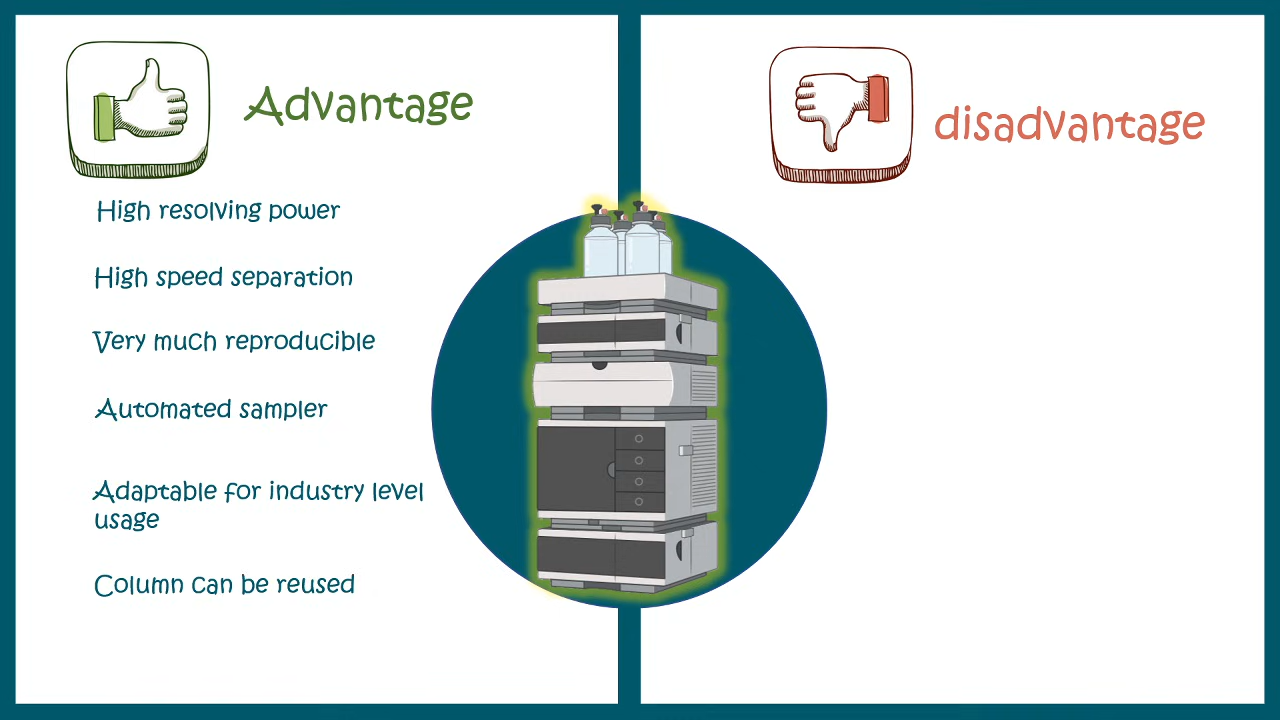 Advantage
disadvantage
High resolving power
High speed separation
Very much reproducible
Automated sampler
Adaptable for industry level
usage
Column can be reused